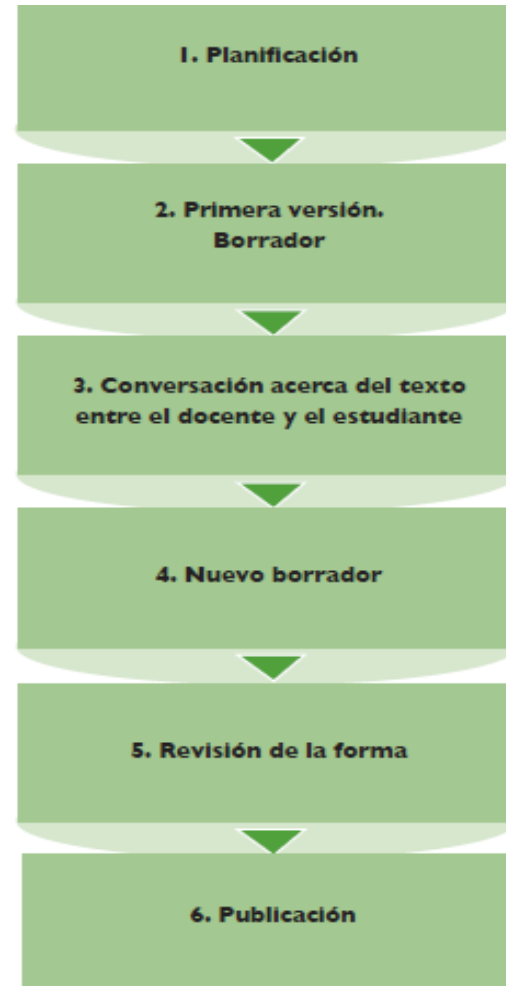 1. Planificación
2. Primera versión.
Borrador
3. Conversación acerca del texto
entre el docente y el estudiante
4. Nuevo borrador
5. Revisión de la forma
6. Publicación